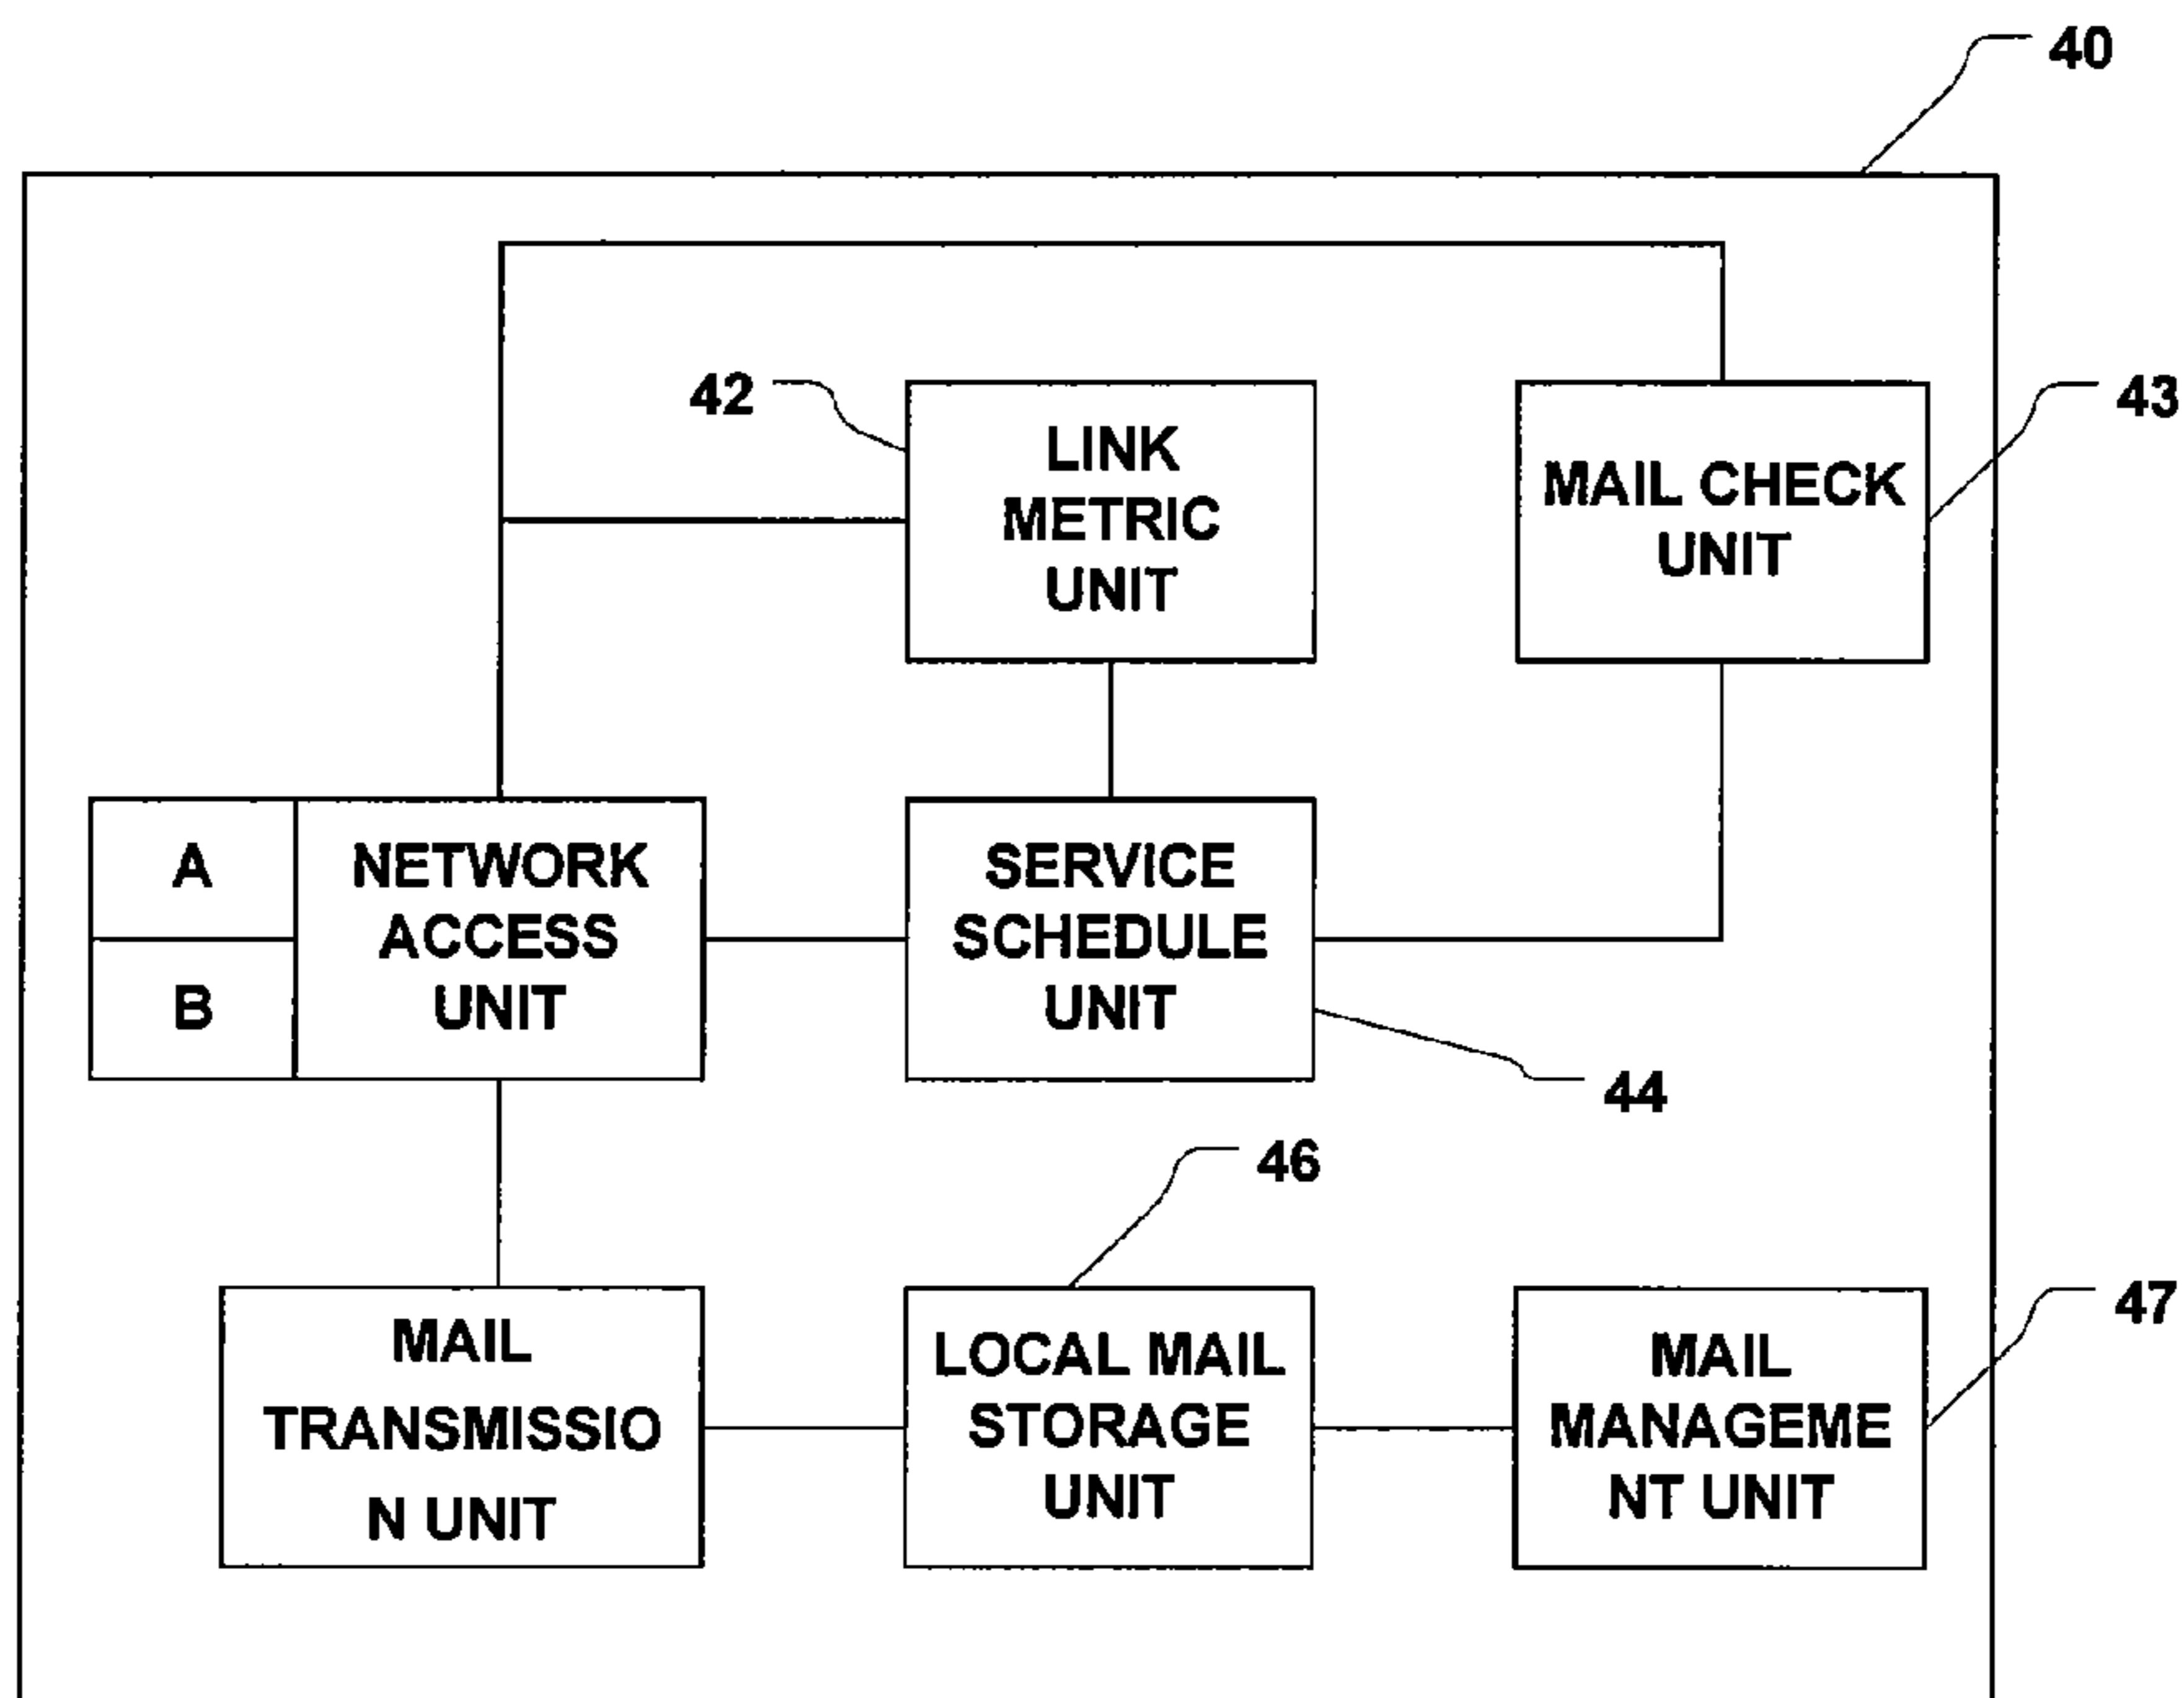 40
42
LINK
METRIC
UNIT
MAIL CHECK
UNIT
43
A
B
NETWORK
ACCESS
UNIT
SERVICE
SCHEDULE
UNIT
44
46
MAIL
TRANSMISSIO
N UNIT
LOCAL MAIL
STORAGE
UNIT
MAIL
MANAGEME
NT UNIT
47